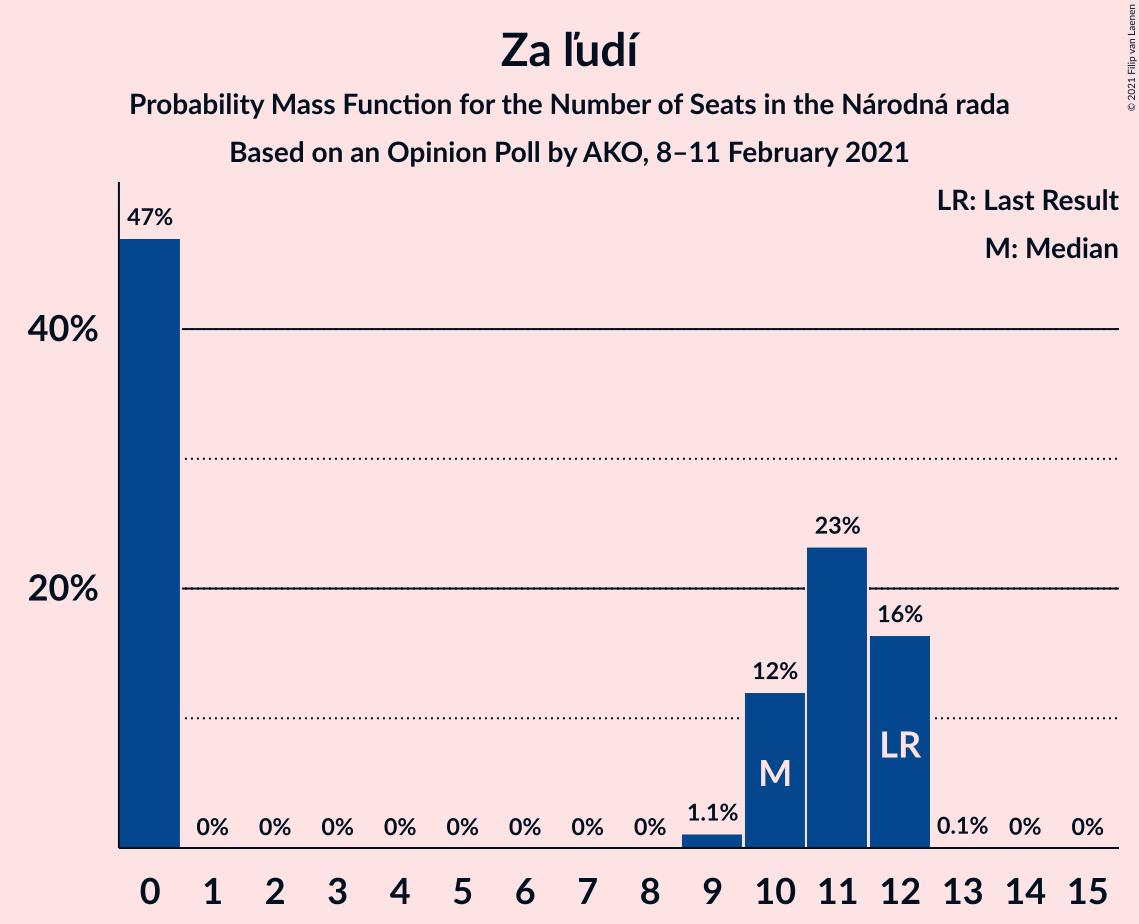 Za ľudí
Probability Mass Function for the Number of Seats in the Národná rada
Based on an Opinion Poll by AKO, 8–11 February 2021
© 2021 Filip van Laenen
LR: Last Result
M: Median
47%
40%
23%
20%
16%
12%
LR
M
1.1%
0% 0% 0% 0% 0% 0% 0% 0% 0.1% 0% 0%
0 1 2 3 4 5 6 7 8 9 10 11 12 13 14 15